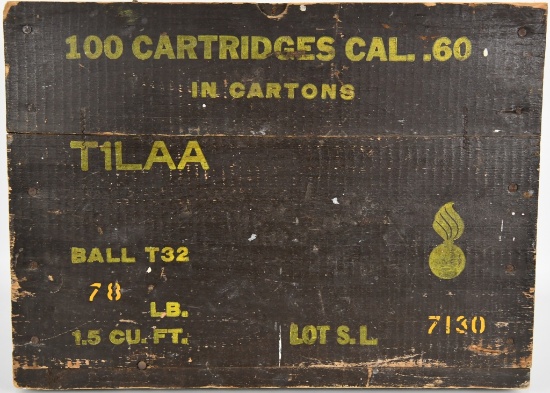 100 CARTRIDGES CAL. .60
IN CARTONS
T1LAA
BALL T32
78
LB.
1.5 CU. FT.
LOT S.L. 7130